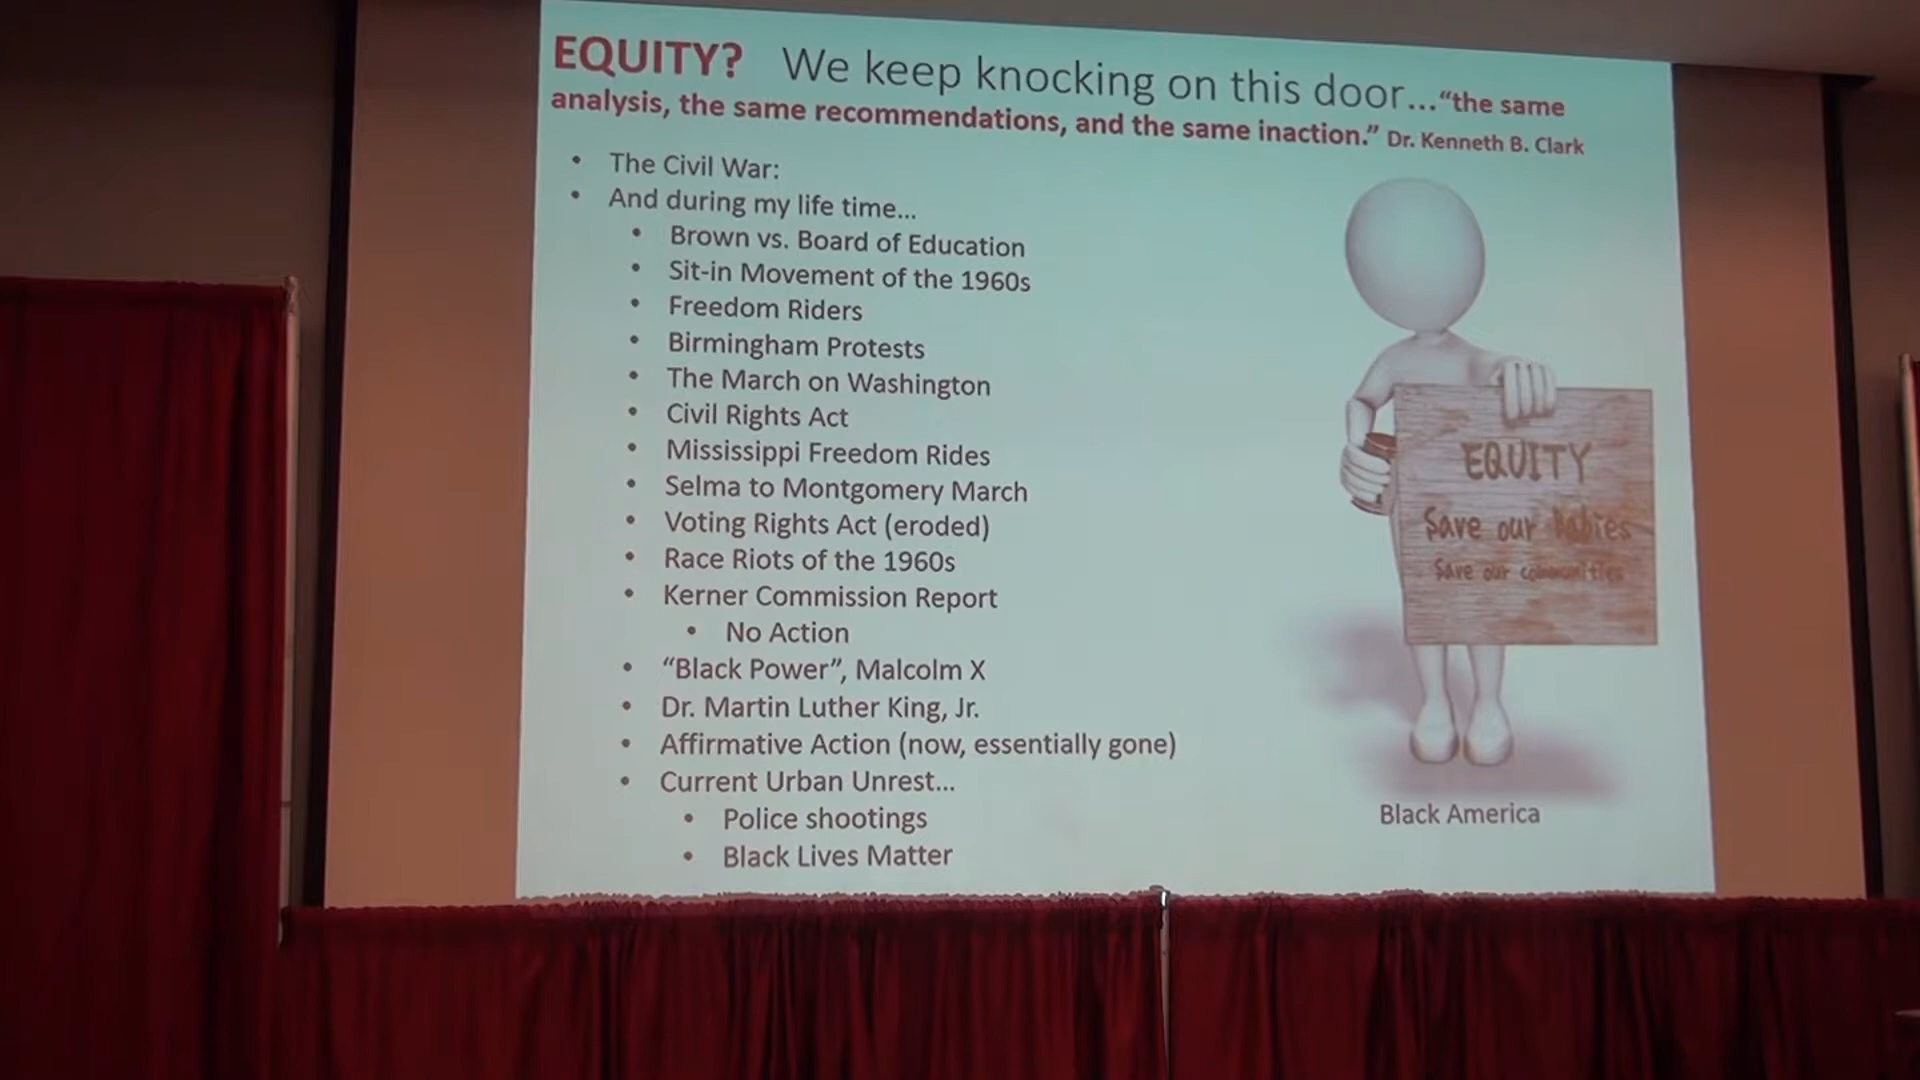 EQUITY? We keep knocking on this door...“the same
analysis, the same recommendations, and the same inaction.” Dr. Kenneth B. Clark
• The Civil War:
• And during my life time...
• Brown vs. Board of Education
• Sit-in Movement of the 1960s
• Freedom Riders
• Birmingham Protests
• The March on Washington
• Civil Rights Act
• Mississippi Freedom Rides
• Selma to Montgomery March
• Voting Rights Act (eroded)
• Race Riots of the 1960s
• Kerner Commission Report
• No Action
• “Black Power”, Malcolm X
• Dr. Martin Luther King, Jr.
• Affirmative Action (now, essentially gone)
• Current Urban Unrest...
• Police shootings
• Black Lives Matter
EQUITY
Save our Babies
Save our communities
Black America